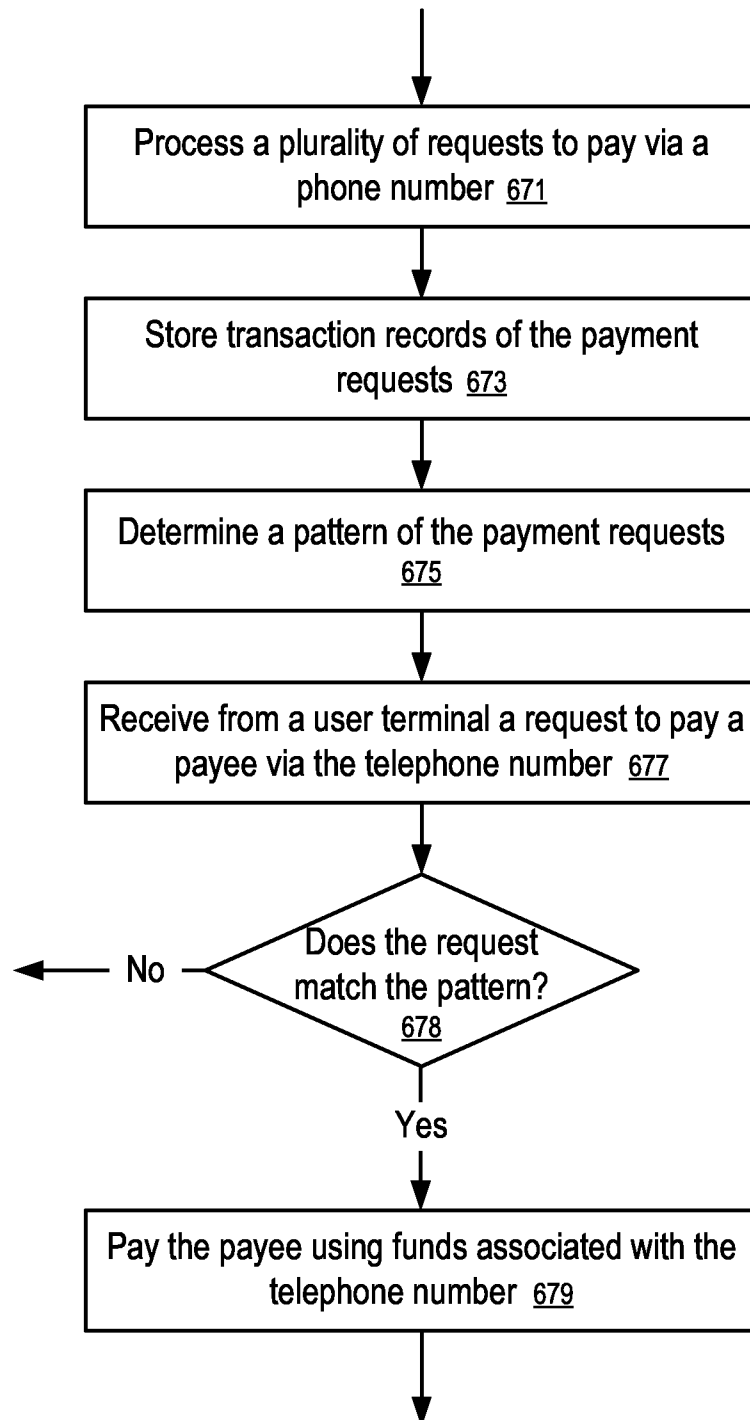 Process a plurality of requests to pay via a
phone number 671
Store transaction records of the payment
requests 673
Determine a pattern of the payment requests
675
Receive from a user terminal a request to pay a
payee via the telephone number 677
Does the request
match the pattern?
678
No
Yes
Pay the payee using funds associated with the
telephone number 679